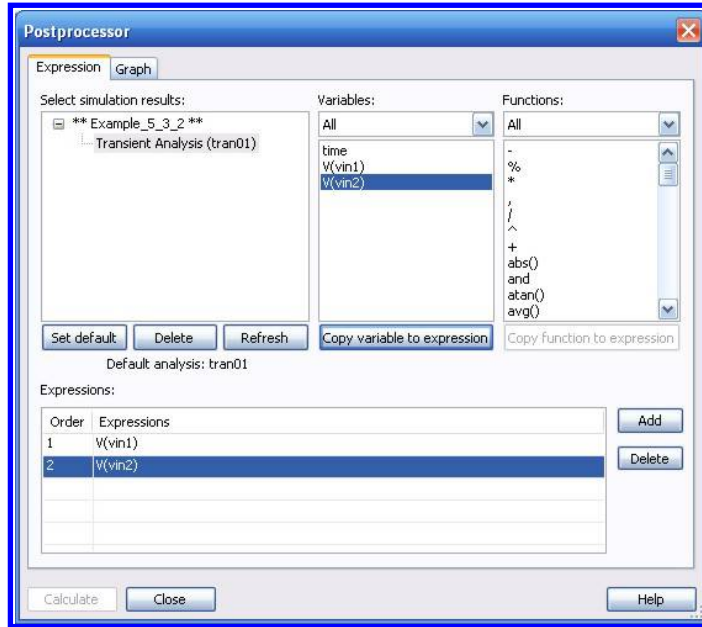 Postprocessor
Expression Graph
Select simulation results: Variables: Functions:
** Example_5_3_2 ** All All
Transient Analysis (tran01)
time
V(vin1)
V(vin2)
-
%
*
,
/
^
+
abs()
and
atan()
avg()
Set default Delete Refresh Copy variable to expression Copy function to expression
Default analysis: tran01
Expressions:
Order Expressions Add
1 V(vin1)
2 V(vin2) Delete
Calculate Close Help